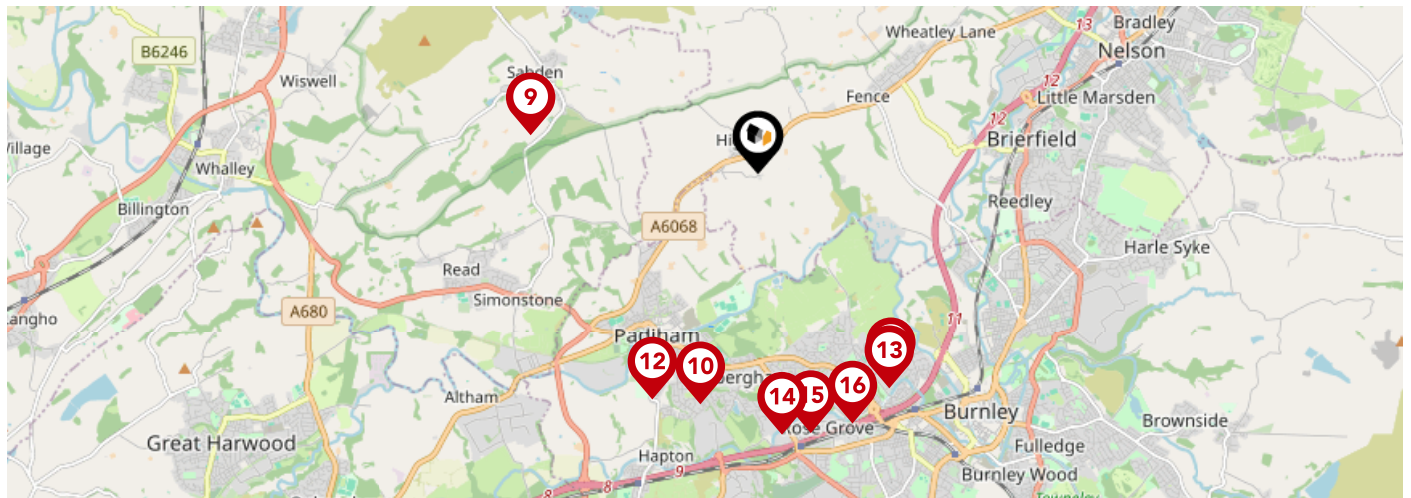 Bradley
13
Wheatley Lane
Nelson
B6246
Sabden
Wiswell
12
9
Fence
Little Marsden
12
Brierfield
Whalley
Billington
Reedley
A6068
Harle Syke
Read
Simonstone
A680
11
Padiham
13
12
10
16
14
15
Altham
Burnley
Brownside
Rose Grove
Great Harwood
Hapton
Fulledge
9
Burnley Wood
8
8